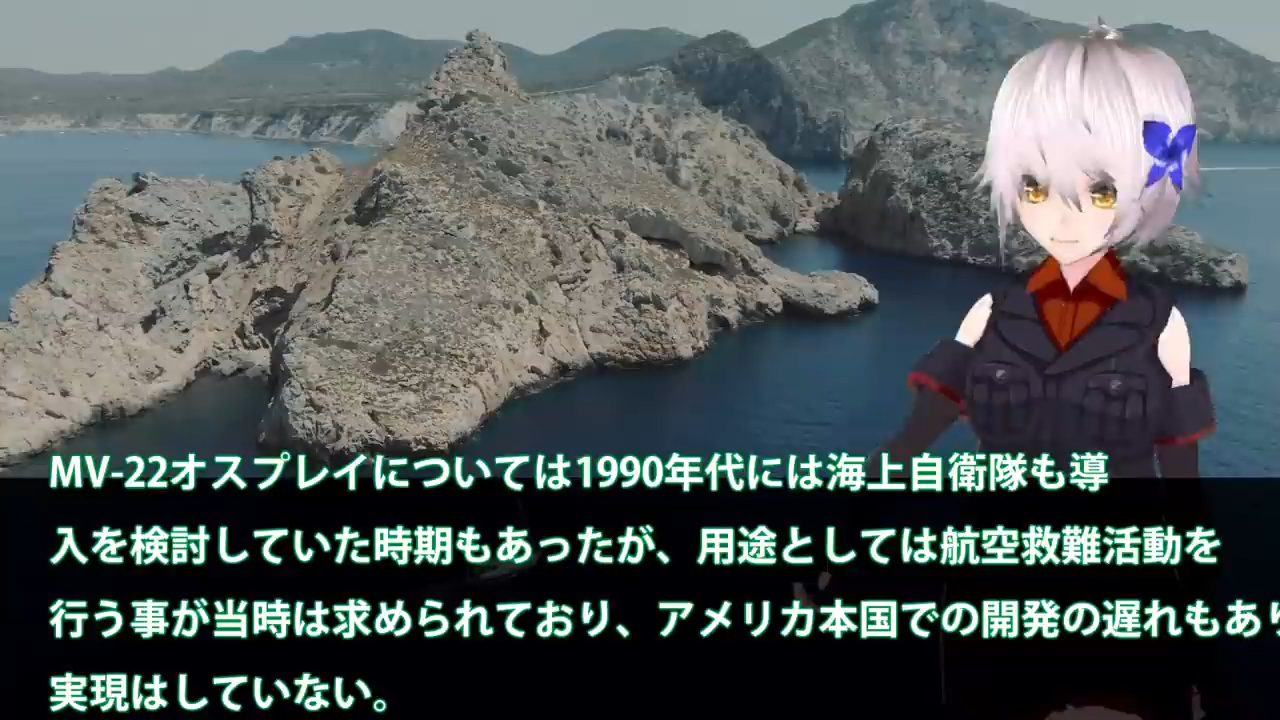 MV-22オスプレイについては1990年代には海上自衛隊も導
入を検討していた時期もあったが、用途としては航空救難活動を
行う事が当時は求められており、アメリカ本国での開発の遅れもあり
実現はしていない。